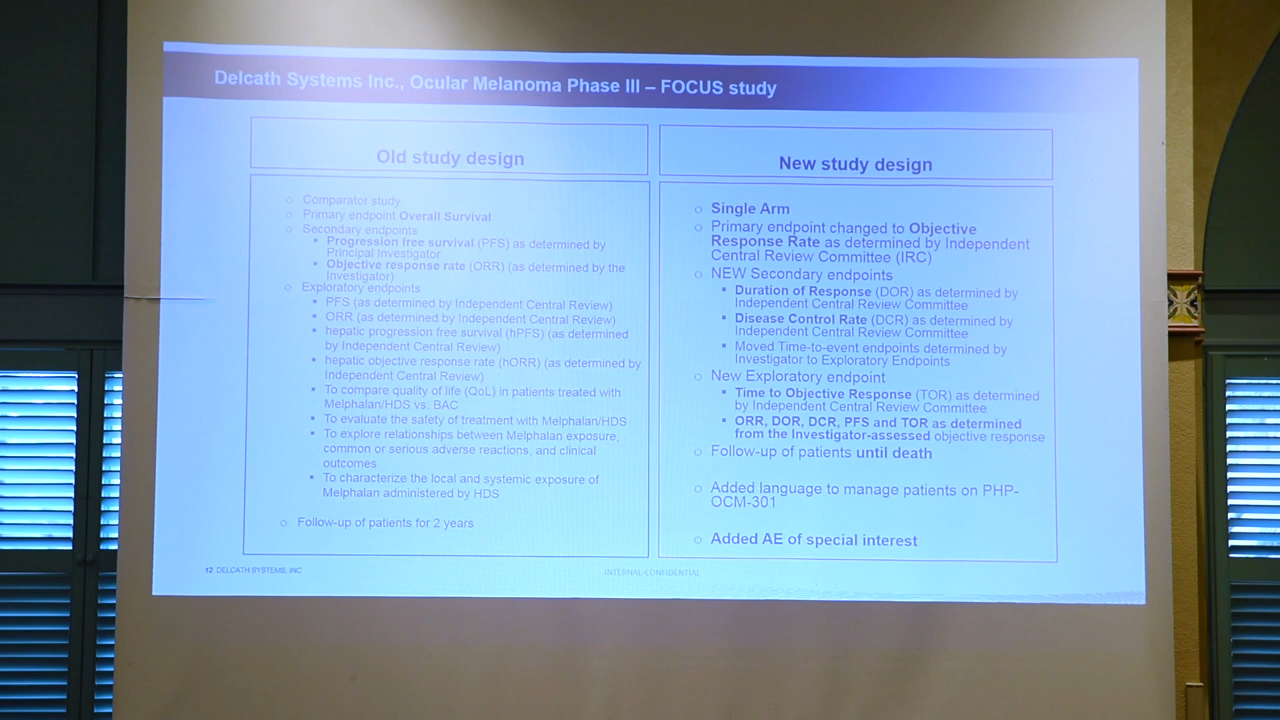 Delcath Systems Inc., Ocular Melanoma Phase III – FOCUS study
Old study design
○ Comparator study
○ Primary endpoint Overall Survival
○ Secondary endpoints
▪ Progression free survival (PFS) as determined by
Principal Investigator
▪ Objective response rate (ORR) (as determined by the
Investigator)
○ Exploratory endpoints
▪ PFS (as determined by Independent Central Review)
▪ ORR (as determined by Independent Central Review)
▪ hepatic progression free survival (hPFS) (as determined
by Independent Central Review)
▪ hepatic objective response rate (hORR) (as determined by
Independent Central Review)
▪ To compare quality of life (QoL) in patients treated with
Melphalan/HDS vs. BAC
▪ To evaluate the safety of treatment with Melphalan/HDS
▪ To explore relationships between Melphalan exposure,
common or serious adverse reactions, and clinical
outcomes
▪ To characterize the local and systemic exposure of
Melphalan administered by HDS
○ Follow-up of patients for 2 years
New study design
○ Single Arm
○ Primary endpoint changed to Objective
Response Rate as determined by Independent
Central Review Committee (IRC)
○ NEW Secondary endpoints
▪ Duration of Response (DOR) as determined by
Independent Central Review Committee
▪ Disease Control Rate (DCR) as determined by
Independent Central Review Committee
▪ Moved Time-to-event endpoints determined by
Investigator to Exploratory Endpoints
○ New Exploratory endpoint
▪ Time to Objective Response (TOR) as determined
by Independent Central Review Committee
▪ ORR, DOR, DCR, PFS and TOR as determined
from the Investigator-assessed objective response
○ Follow-up of patients until death
○ Added language to manage patients on PHP-
OCM-301
○ Added AE of special interest
12 DELCATH SYSTEMS, INC
INTERNAL-CONFIDENTIAL